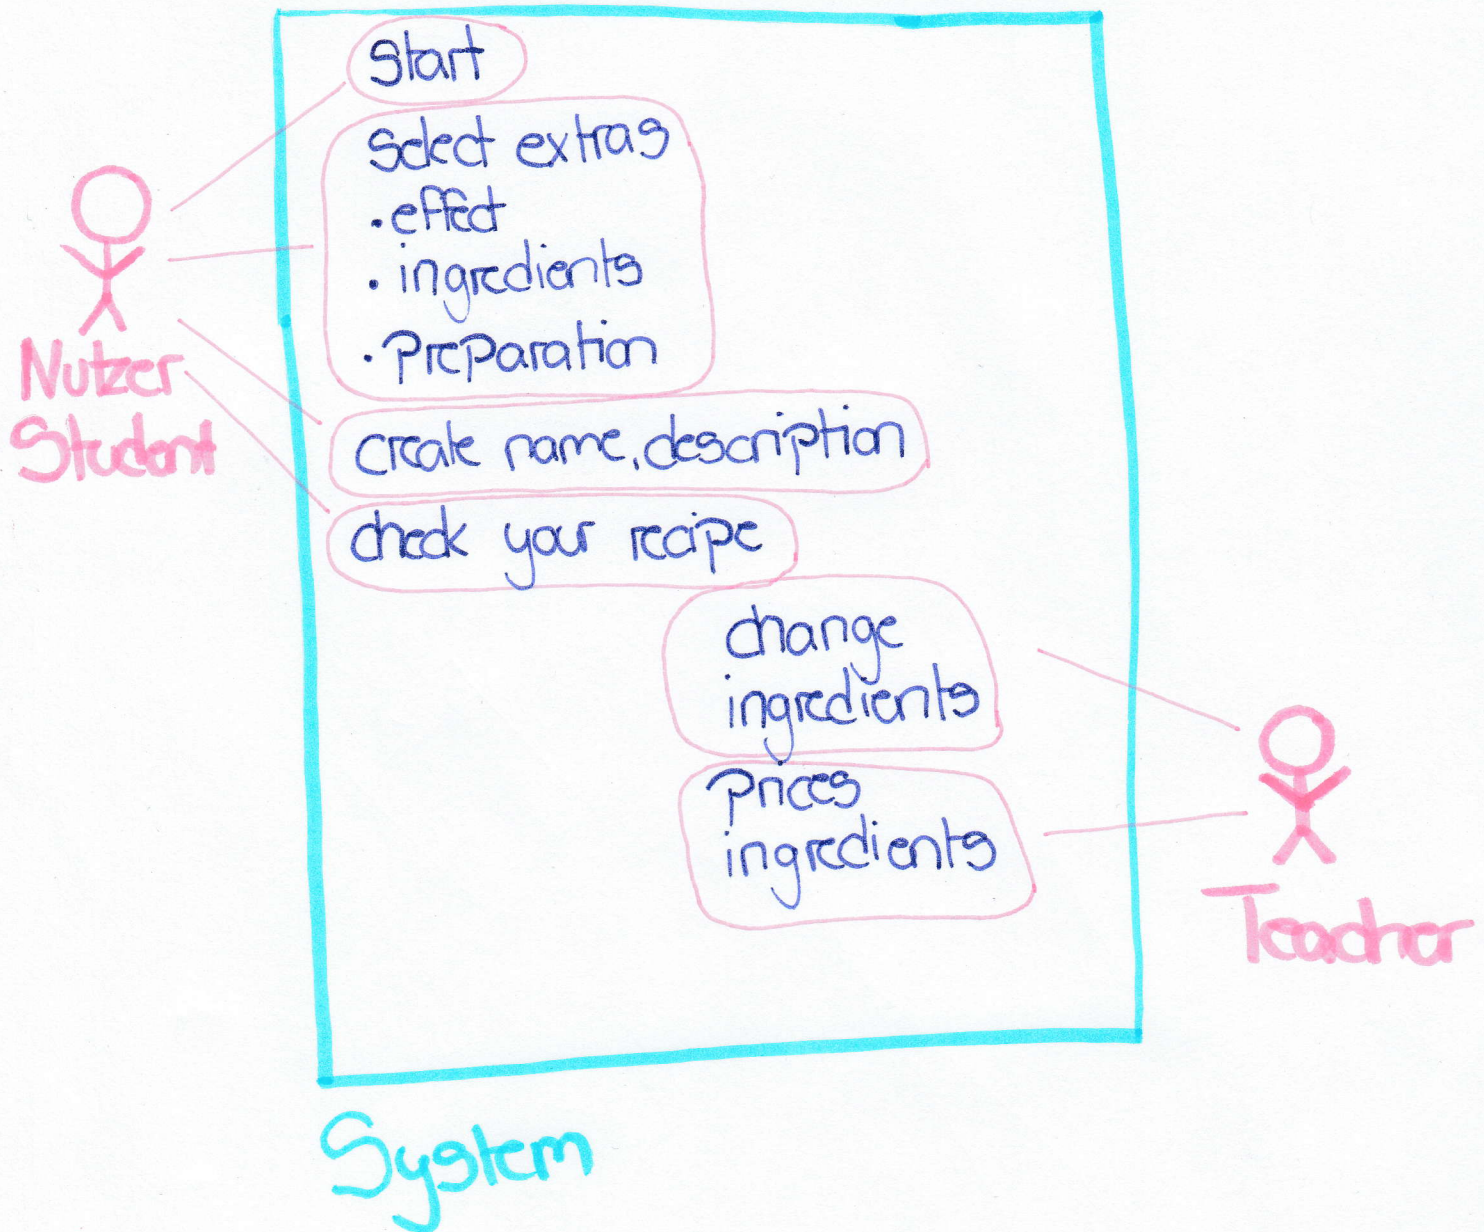 Start
Select extras
• effect
• ingredients
• Preparation
Nutzer
Student
create name, description
check your recipe
change
ingredients
Prices
ingredients
Teacher
System